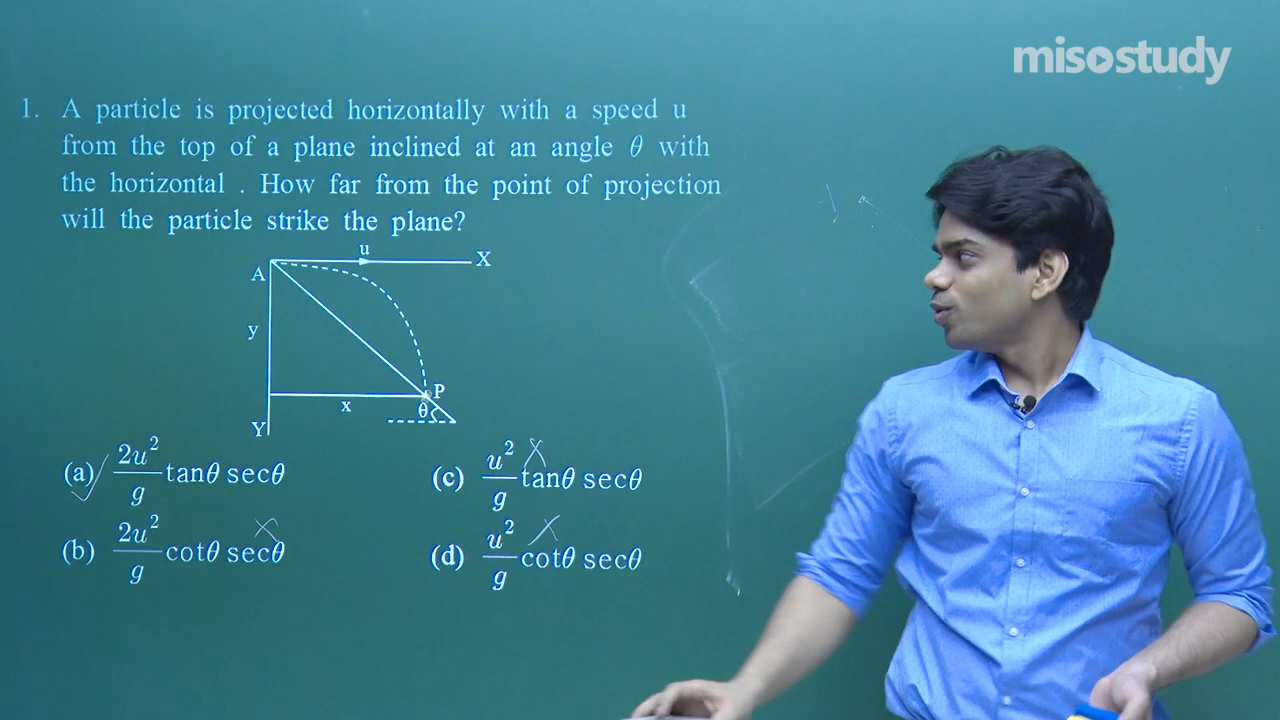 misostudy
1. A particle is projected horizontally with a speed u
from the top of a plane inclined at an angle θ with
the horizontal . How far from the point of projection
will the particle strike the plane?
u
X
A
y
P
x
θ
Y
(a) 2u²/g tanθ secθ
(c) u²/g tanθ secθ
(b) 2u²/g cotθ secθ
(d) u²/g cotθ secθ